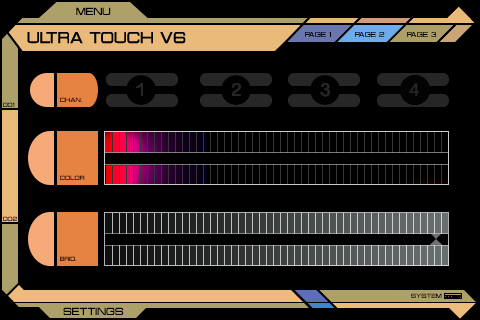 MENU
ULTRA TOUCH V6
PAGE 1
PAGE 2
PAGE 3
001
CHAN.
1
2
3
4
COLOR
002
BRID.
SYSTEM
SETTINGS